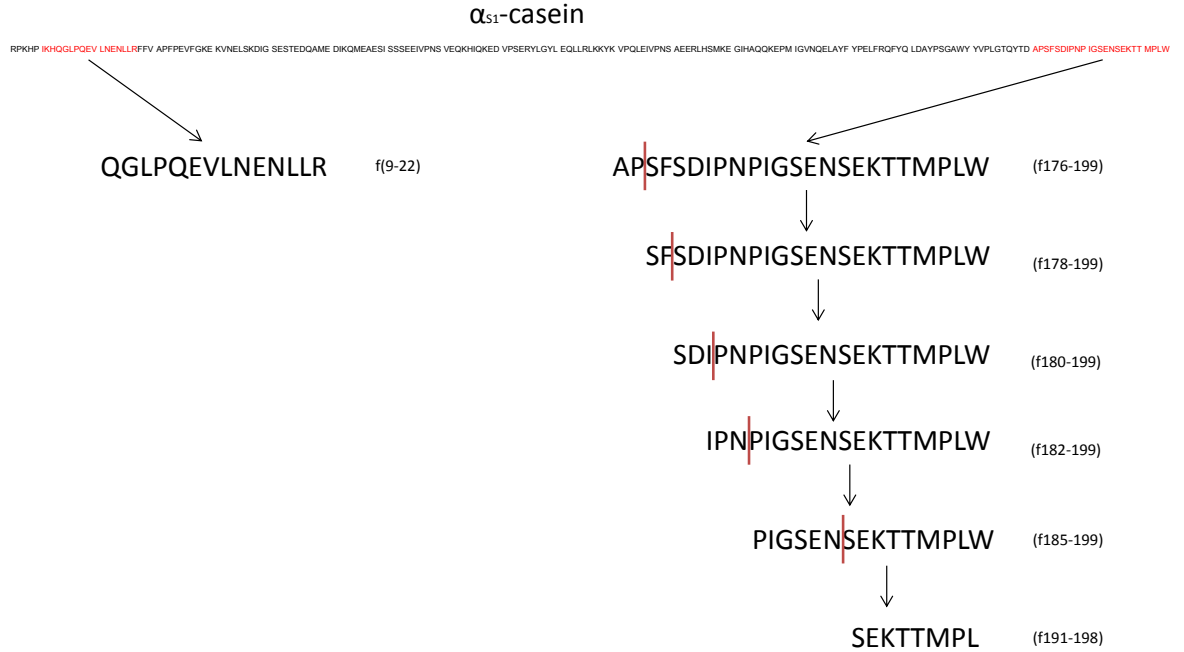 αs1-casein
RPKHP IKHQGLPQEV LNENLLRFFV APFPEVFGKE KVNELSKDIG SESTEDQAME DIKQMEAESI SSSEEIVPNS VEQKHIQKED VPSERYLGYL EQLLRLKKYK VPQLEIVPNS AEERLHSMKE GIHAQQKEPM IGVNQELAYF YPELFRQFYQ LDAYPSGAWY YVPLGTQYTD APSFSDIPNP IGSENSEKTT MPLW
QGLPQEVLNENLLR f(9-22)
APSFSDIPNPIGSENSEKTTMPLW (f176-199)
SFSDIPNPIGSENSEKTTMPLW (f178-199)
SDIPNPIGSENSEKTTMPLW (f180-199)
IPNPIGSENSEKTTMPLW (f182-199)
PIGSENSEKTTMPLW (f185-199)
SEKTTMPL (f191-198)